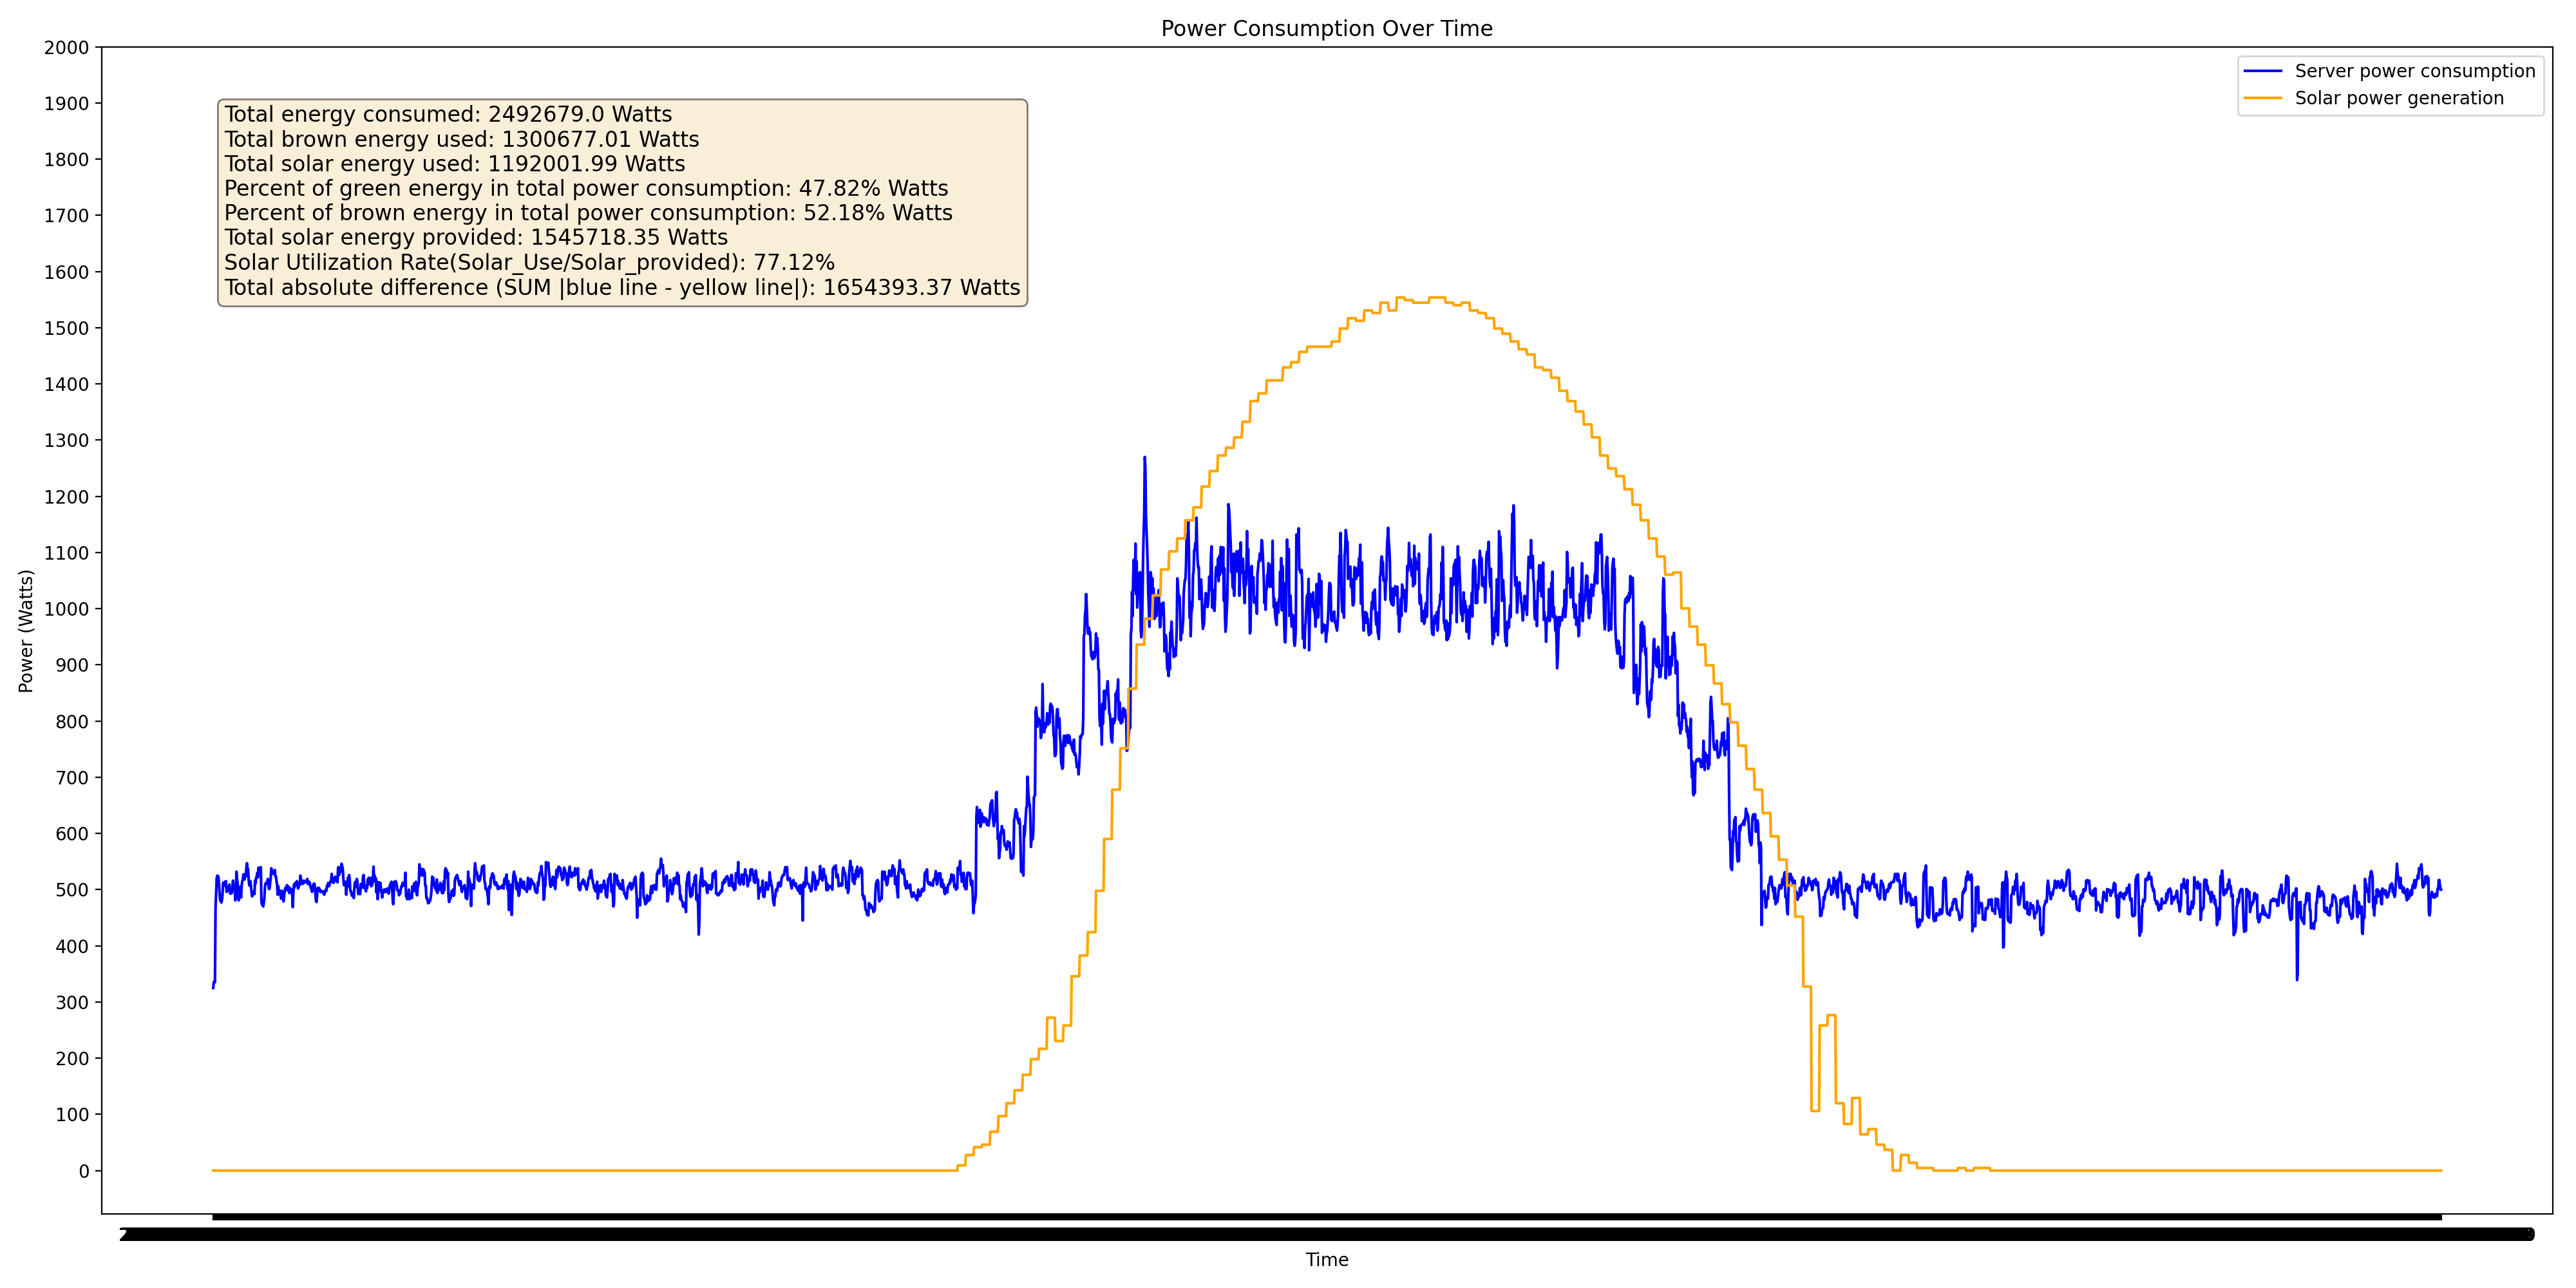 Power Consumption Over Time
2000
1900
1800
1700
1600
1500
1400
1300
1200
1100
1000
900
800
700
600
500
400
300
200
100
0
Power (Watts)
Total energy consumed: 2492679.0 Watts
Total brown energy used: 1300677.01 Watts
Total solar energy used: 1192001.99 Watts
Percent of green energy in total power consumption: 47.82% Watts
Percent of brown energy in total power consumption: 52.18% Watts
Total solar energy provided: 1545718.35 Watts
Solar Utilization Rate(Solar_Use/Solar_provided): 77.12%
Total absolute difference (SUM |blue line - yellow line|): 1654393.37 Watts
Server power consumption
Solar power generation
Time